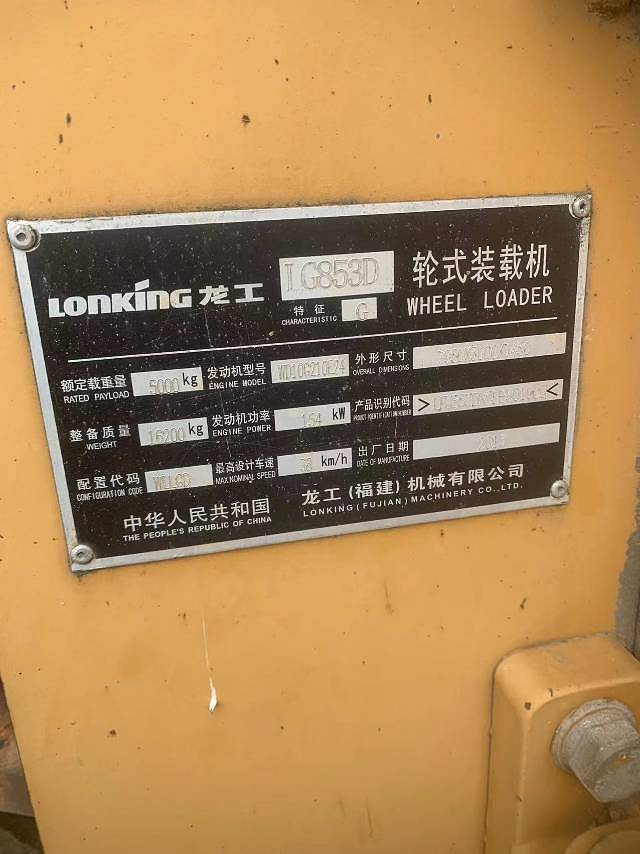 LONKING 龙工 LG853D 轮式装载机
特征 G WHEEL LOADER
CHARACTERISTIC
额定载重量 5000 kg 发动机型号 WD10G210E24 外形尺寸
RATED PAYLOAD ENGINE MODEL OVERALL DIMENSIONS
整备质量 16200 kg 发动机功率 154 kW 产品识别代码 > <
WEIGHT ENGINE POWER PRODUCT IDENTIFICATION NUMBER
配置代码 最高设计车速 38 km/h 出厂日期
CONFIGURATION CODE MAX.NOMINAL SPEED DATE OF MANUFACTURE
中华人民共和国 龙工(福建)机械有限公司
THE PEOPLE'S REPUBLIC OF CHINA LONKING(FUJIAN)MACHINERY CO.,LTD.